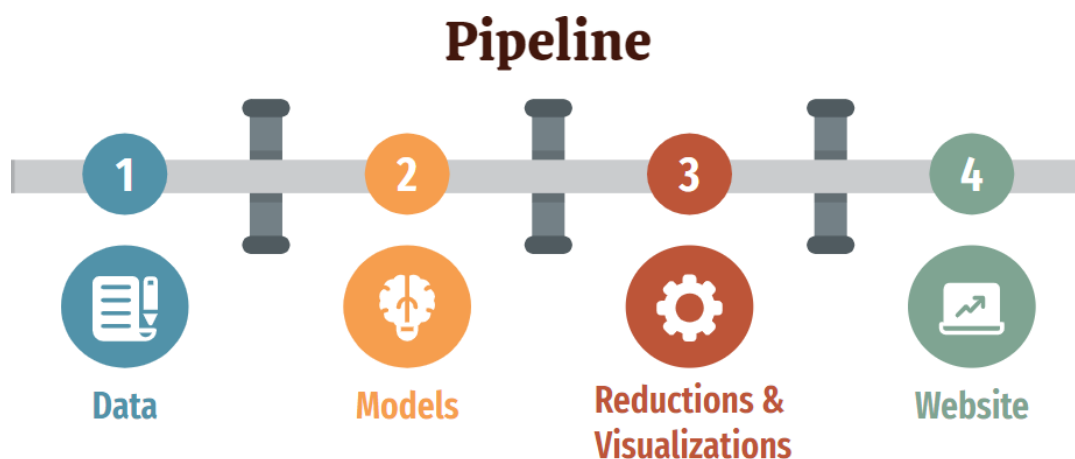 Pipeline
1
2
3
4
Data
Models
Reductions &
Visualizations
Website